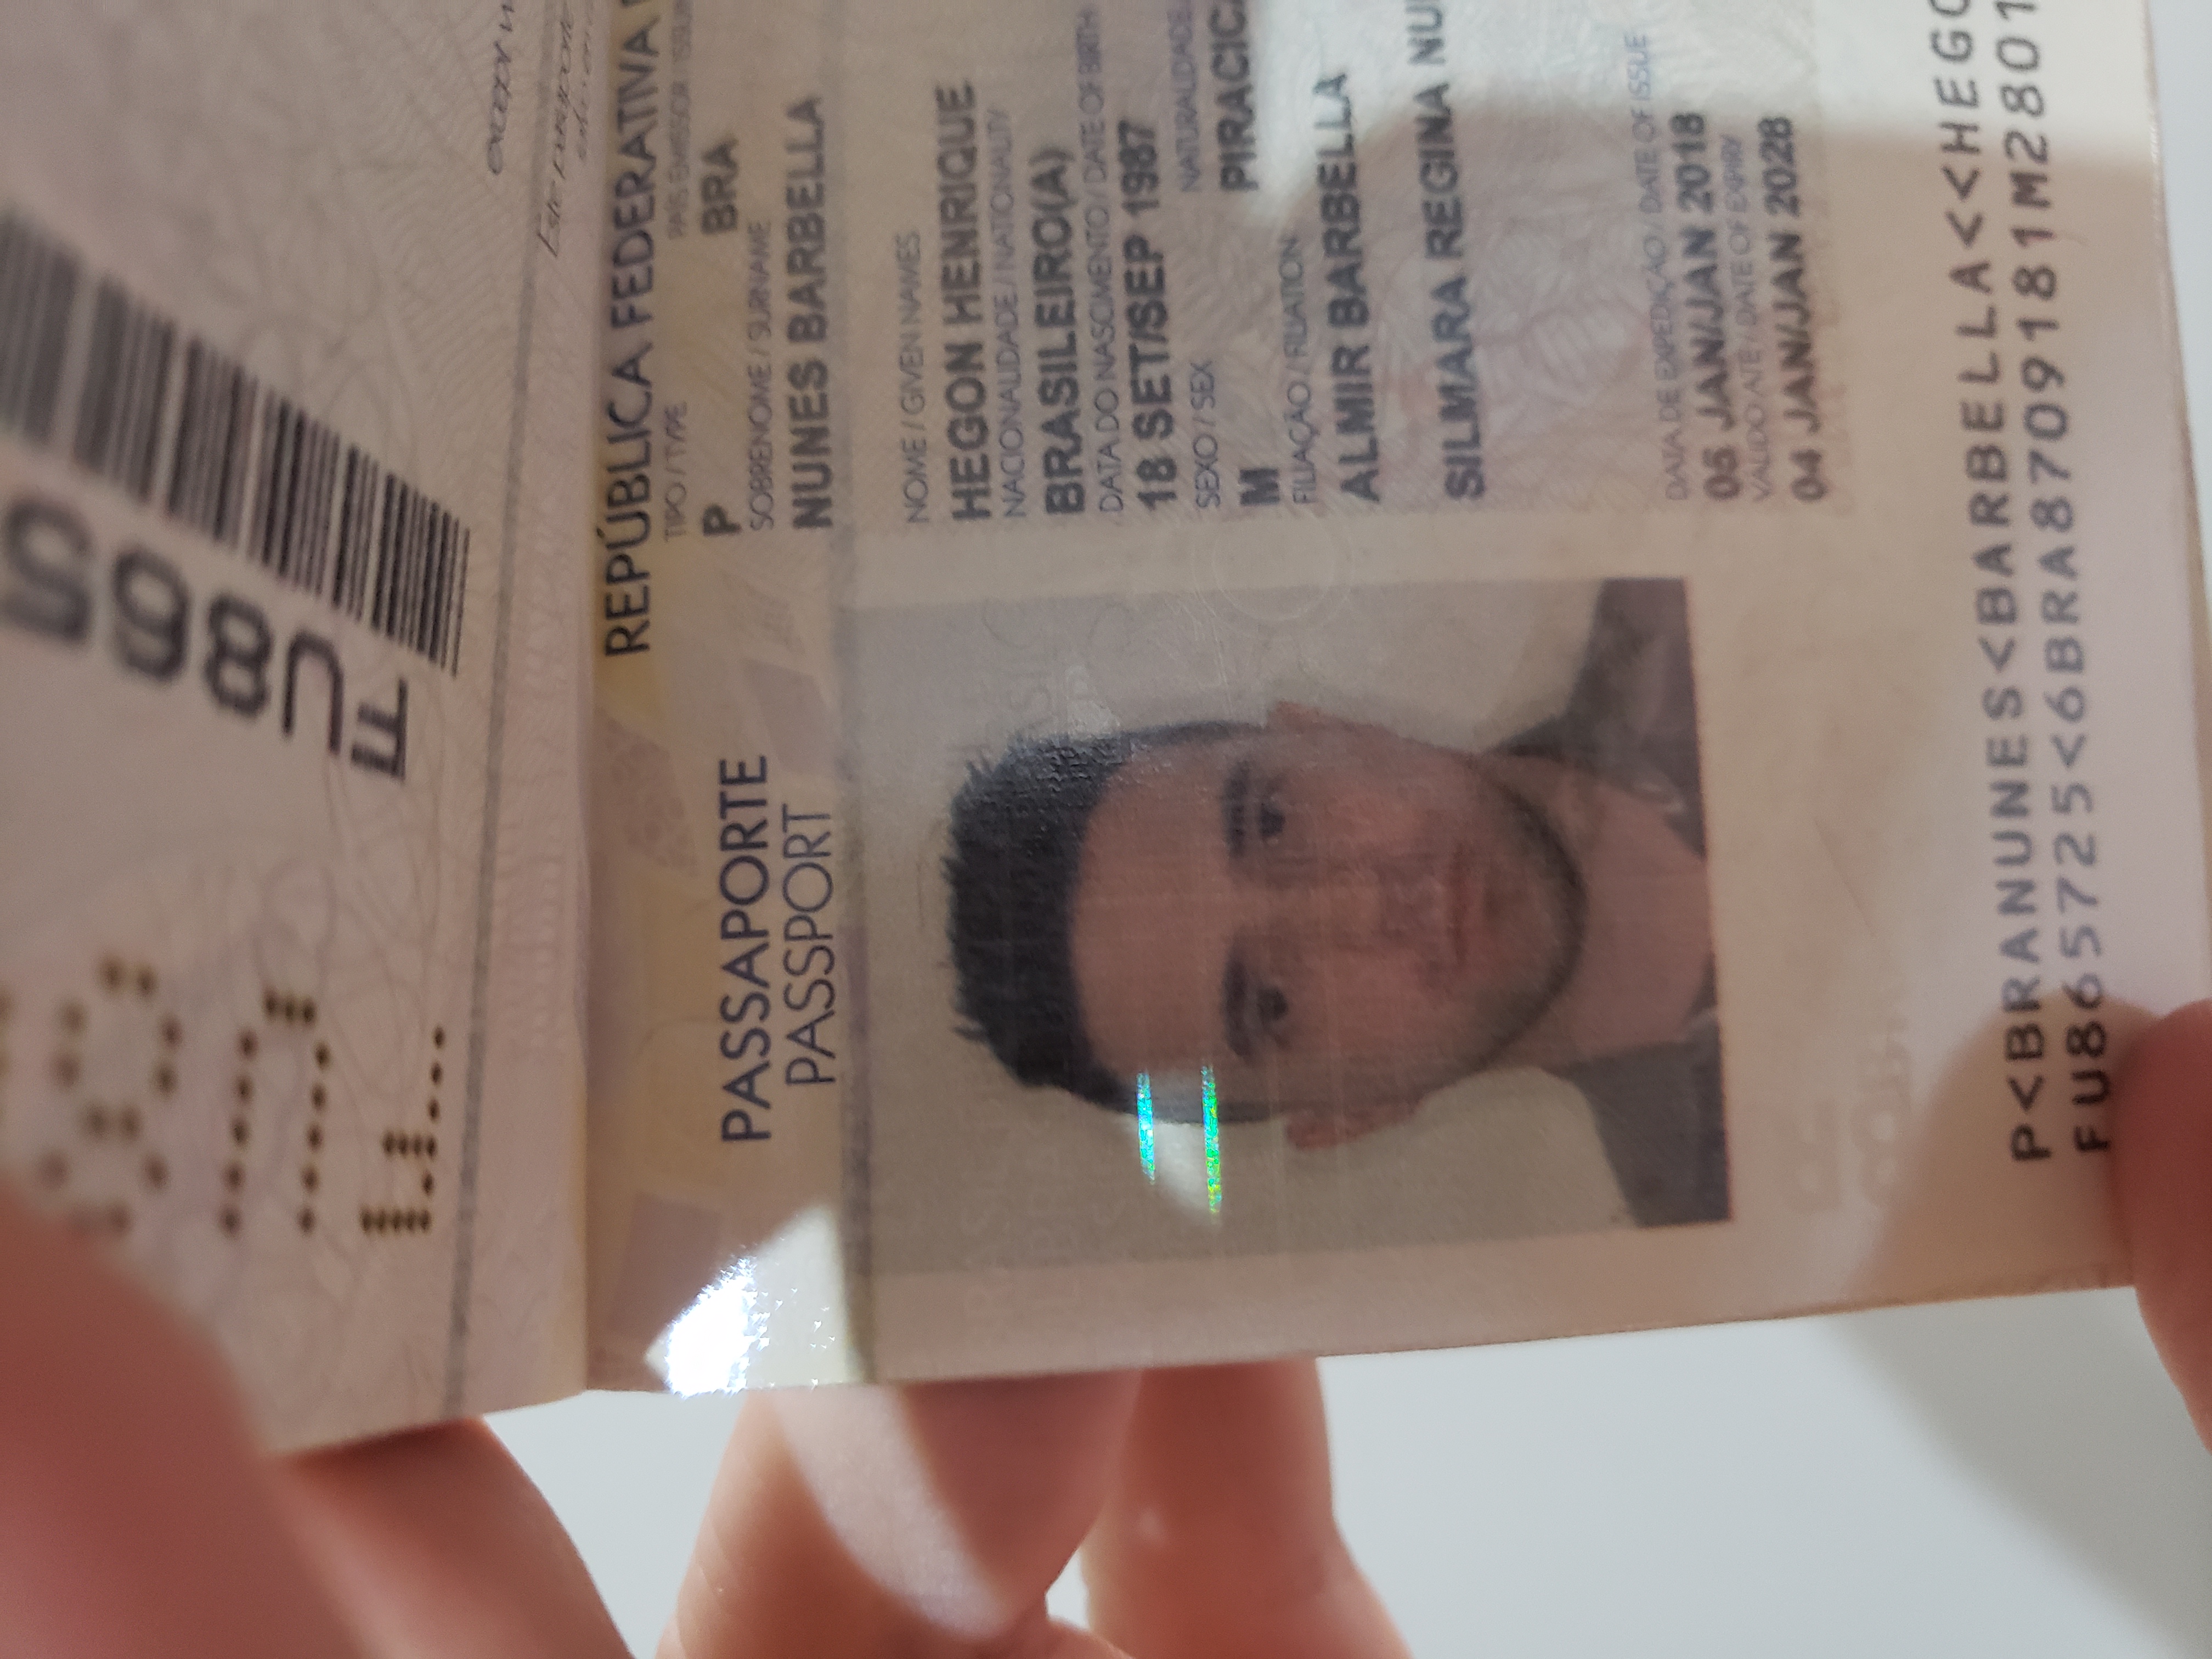 FU8
FU865
except
Este pasaporte
REPÚBLICA FEDERATIVA
PASSAPORTE
PASSPORT
TIPO / TYPE PAÍS EMISSOR / ISSUI
P BRA
SOBRENOME / SURNAME
NUNES BARBELLA
NOME / GIVEN NAMES
HEGON HENRIQUE
NACIONALIDADE / NATIONALITY
BRASILEIRO(A)
DATA DO NASCIMENTO / DATE OF BIRTH
18 SET/SEP 1987
SEXO / SEX NATURALIDADE
M PIRACIC
FILIAÇÃO / FILIATION
ALMIR BARBELLA
SILMARA REGINA NU
DATA DE EXPEDIÇÃO / DATE OF ISSUE
05 JAN/JAN 2018
VÁLIDO ATÉ / DATE OF EXPIRY
04 JAN/JAN 2028
P<BRANUNES<BARBELLA<<HEGO
FU865725<6BRA8709181M2801